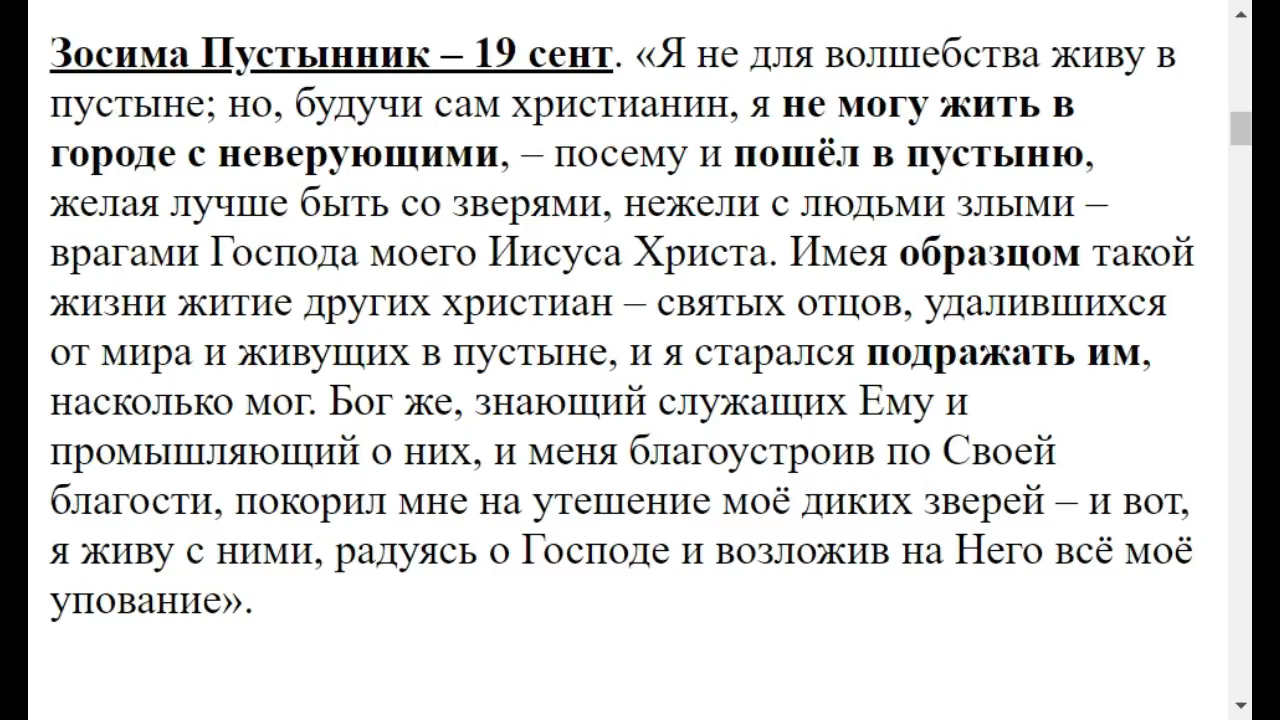 Зосима Пустынник – 19 сент. «Я не для волшебства живу в
пустыне; но, будучи сам христианин, я не могу жить в
городе с неверующими, – посему и пошёл в пустыню,
желая лучше быть со зверями, нежели с людьми злыми –
врагами Господа моего Иисуса Христа. Имея образцом такой
жизни житие других христиан – святых отцов, удалившихся
от мира и живущих в пустыне, и я старался подражать им,
насколько мог. Бог же, знающий служащих Ему и
промышляющий о них, и меня благоустроив по Своей
благости, покорил мне на утешение моё диких зверей – и вот,
я живу с ними, радуясь о Господе и возложив на Него всё моё
упование».